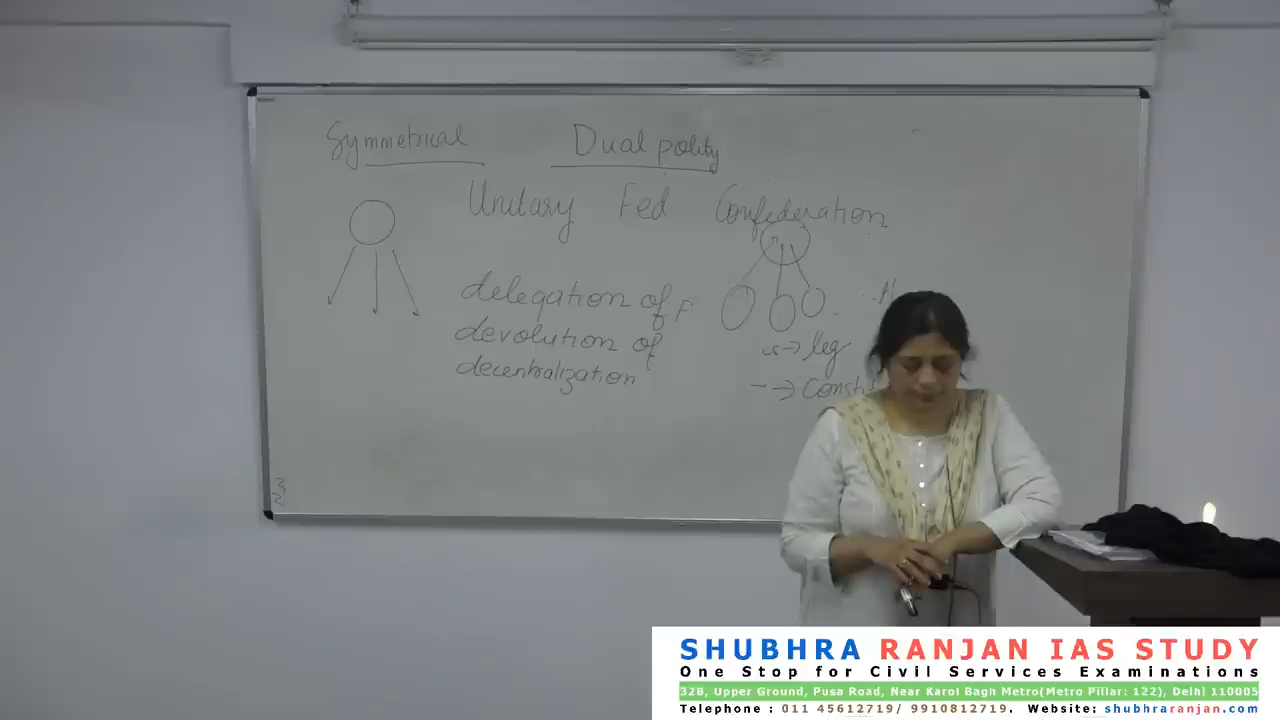 Symmetrical Dual polity
Unitary Fed Confederation
delegation of F
devolution of
decentralization
→ leg
→ Constit
SHUBHRA RANJAN IAS STUDY
One Stop for Civil Services Examinations
32B, Upper Ground, Pusa Road, Near Karol Bagh Metro(Metro Pillar: 122), Delhi 110005
Telephone : 011 45612719/ 9910812719. Website: shubhraranjan.com